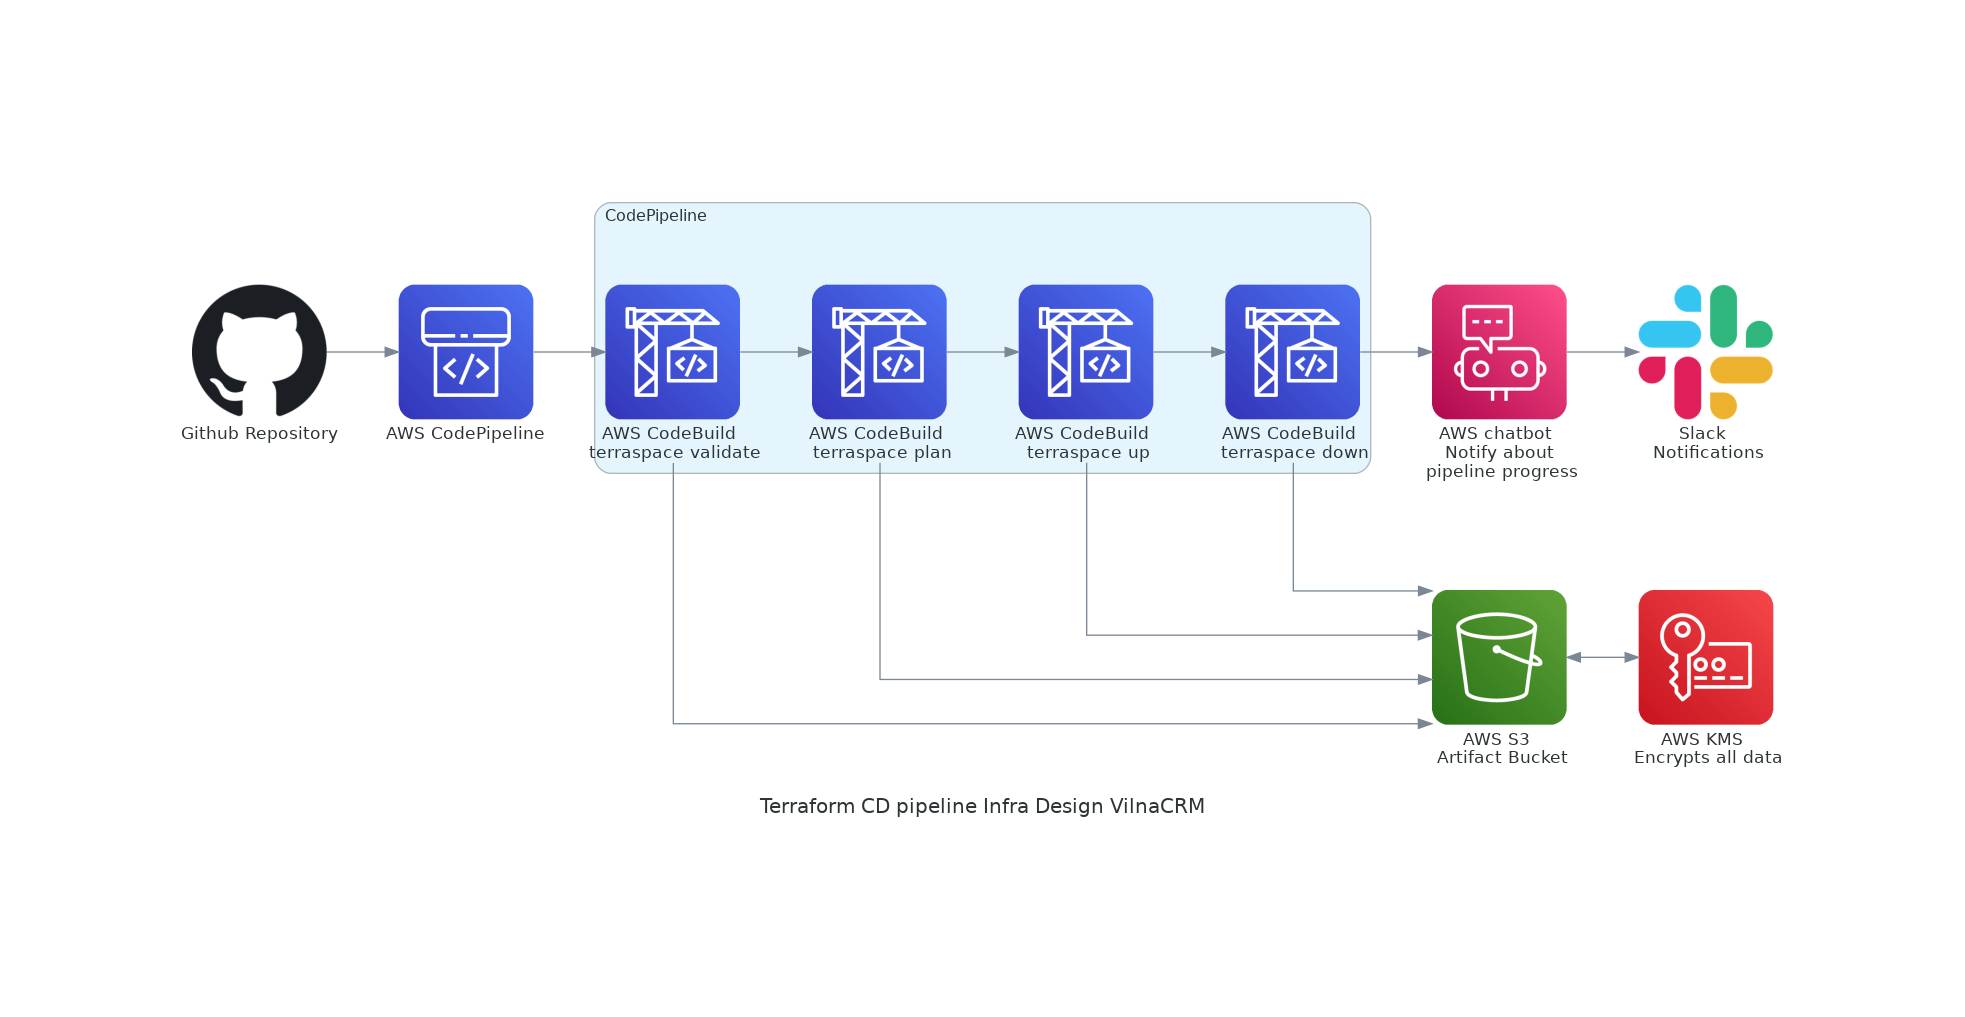 CodePipeline
Github Repository
AWS CodePipeline
AWS CodeBuild
terraspace validate
AWS CodeBuild
terraspace plan
AWS CodeBuild
terraspace up
AWS CodeBuild
terraspace down
AWS chatbot
Notify about
pipeline progress
Slack
Notifications
AWS S3
Artifact Bucket
AWS KMS
Encrypts all data
Terraform CD pipeline Infra Design VilnaCRM